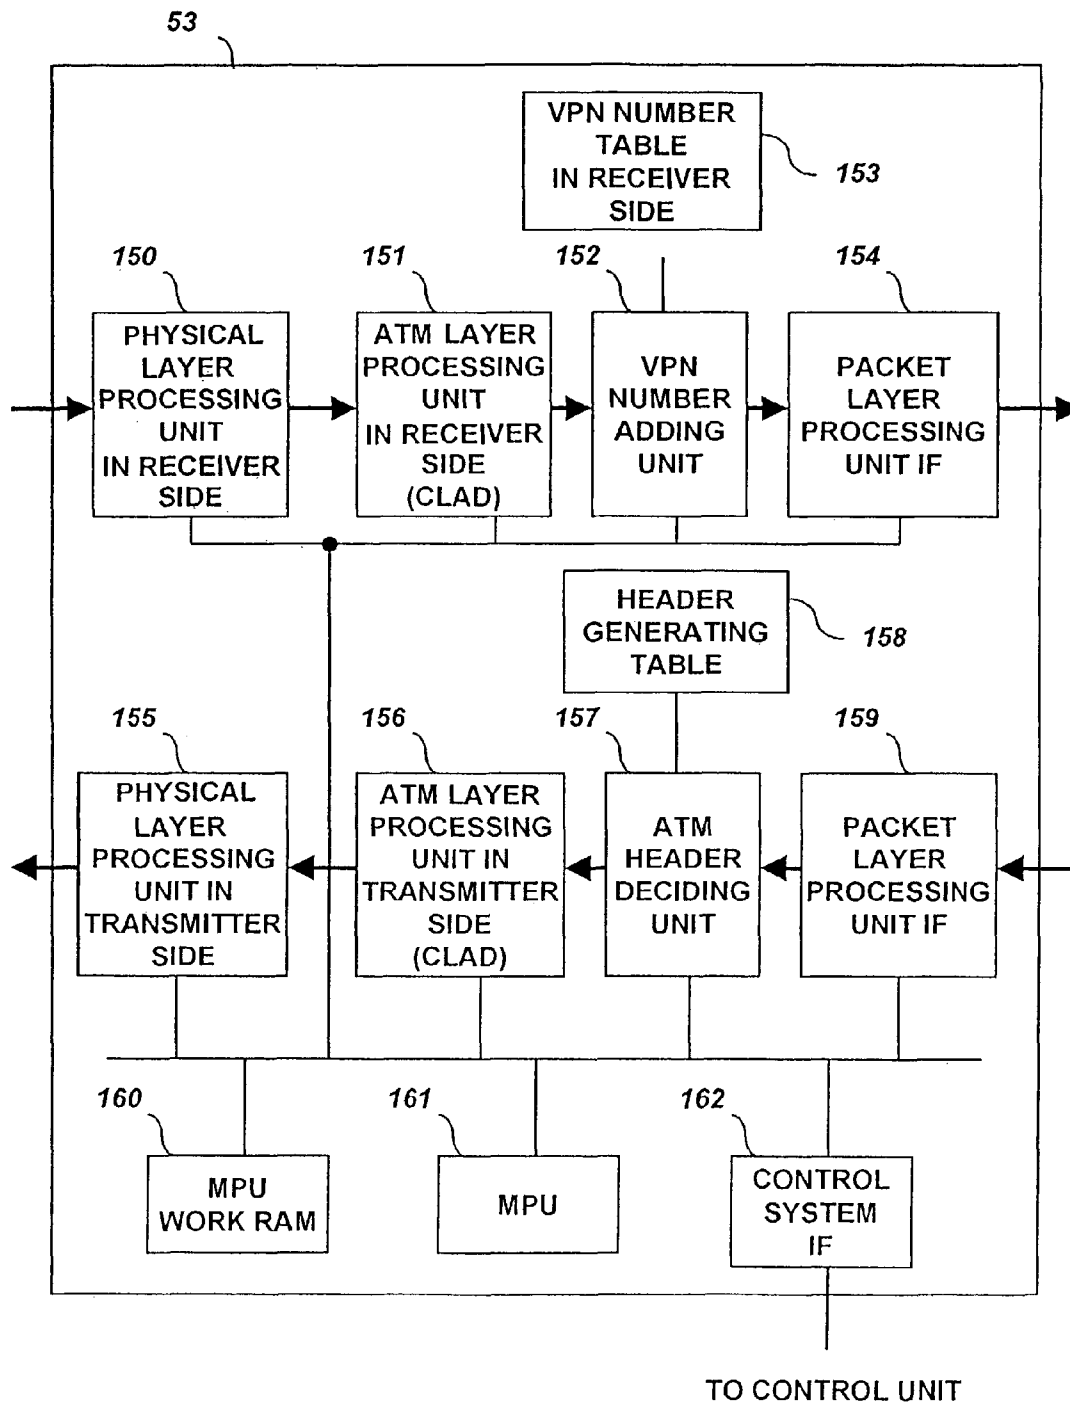 53
VPN NUMBER
TABLE
IN RECEIVER
SIDE
153
150
151
152
154
PHYSICAL
LAYER
PROCESSING
UNIT
IN RECEIVER
SIDE
ATM LAYER
PROCESSING
UNIT
IN RECEIVER
SIDE
(CLAD)
VPN
NUMBER
ADDING
UNIT
PACKET
LAYER
PROCESSING
UNIT IF
HEADER
GENERATING
TABLE
158
155
156
157
159
PHYSICAL
LAYER
PROCESSING
UNIT IN
TRANSMITTER
SIDE
ATM LAYER
PROCESSING
UNIT IN
TRANSMITTER
SIDE
(CLAD)
ATM
HEADER
DECIDING
UNIT
PACKET
LAYER
PROCESSING
UNIT IF
160
161
162
MPU
WORK RAM
MPU
CONTROL
SYSTEM
IF
TO CONTROL UNIT